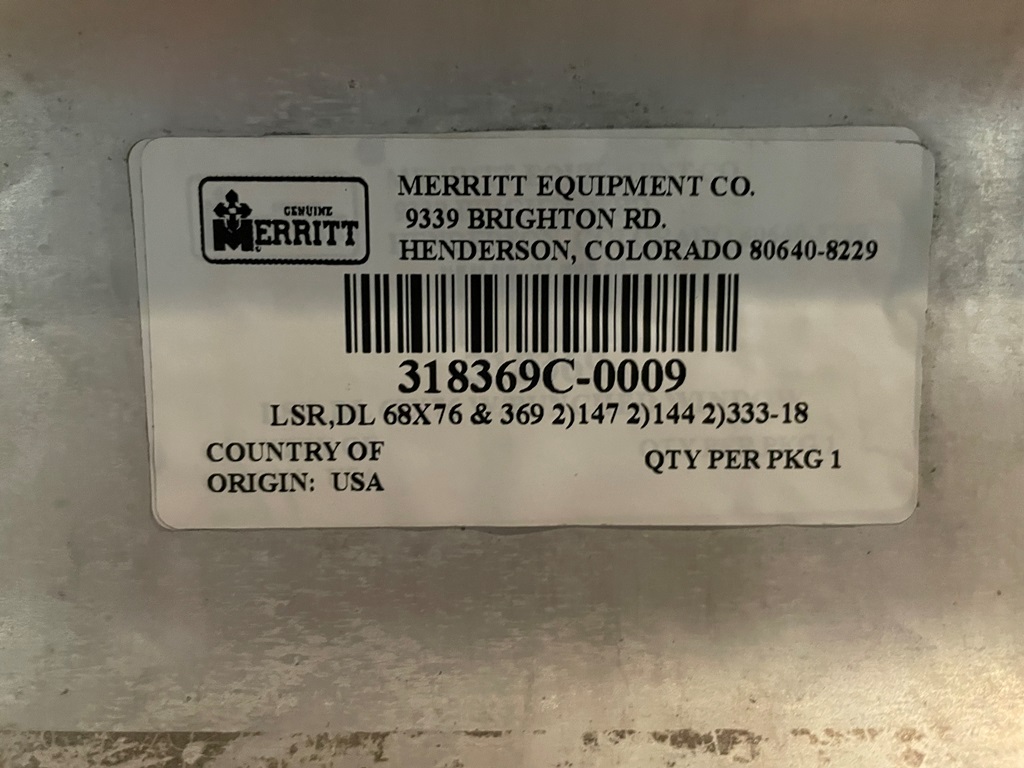 GENUINE
MERRITT
MERRITT EQUIPMENT CO.
9339 BRIGHTON RD.
HENDERSON, COLORADO 80640-8229
318369C-0009
LSR,DL 68X76 & 369 2)147 2)144 2)333-18
COUNTRY OF
ORIGIN: USA
QTY PER PKG 1